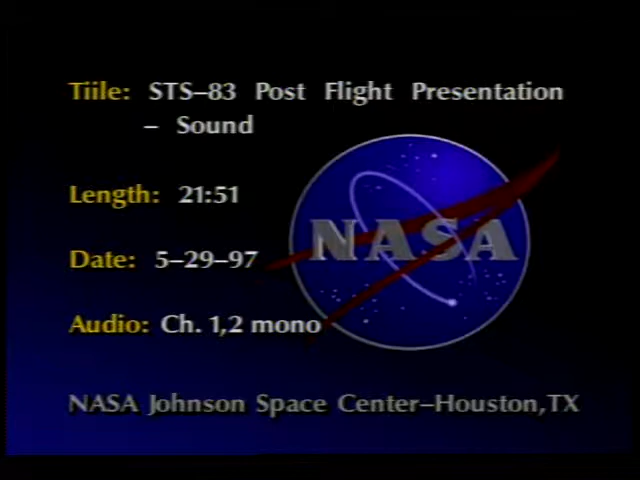 Tiile: STS–83 Post Flight Presentation
– Sound
NASA
Length: 21:51
Date: 5–29–97
Audio: Ch. 1,2 mono
NASA Johnson Space Center–Houston,TX